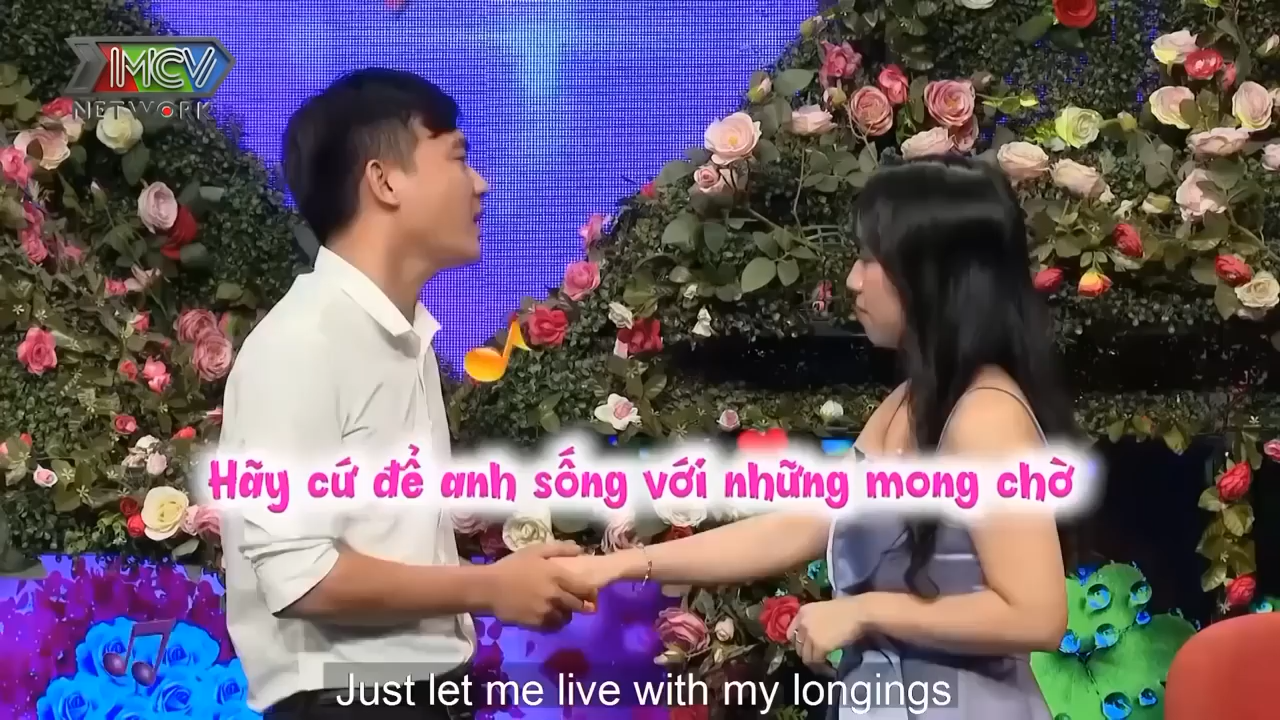 MCV
NETWORK
Hãy cứ để anh sống với những mong chờ
Just let me live with my longings